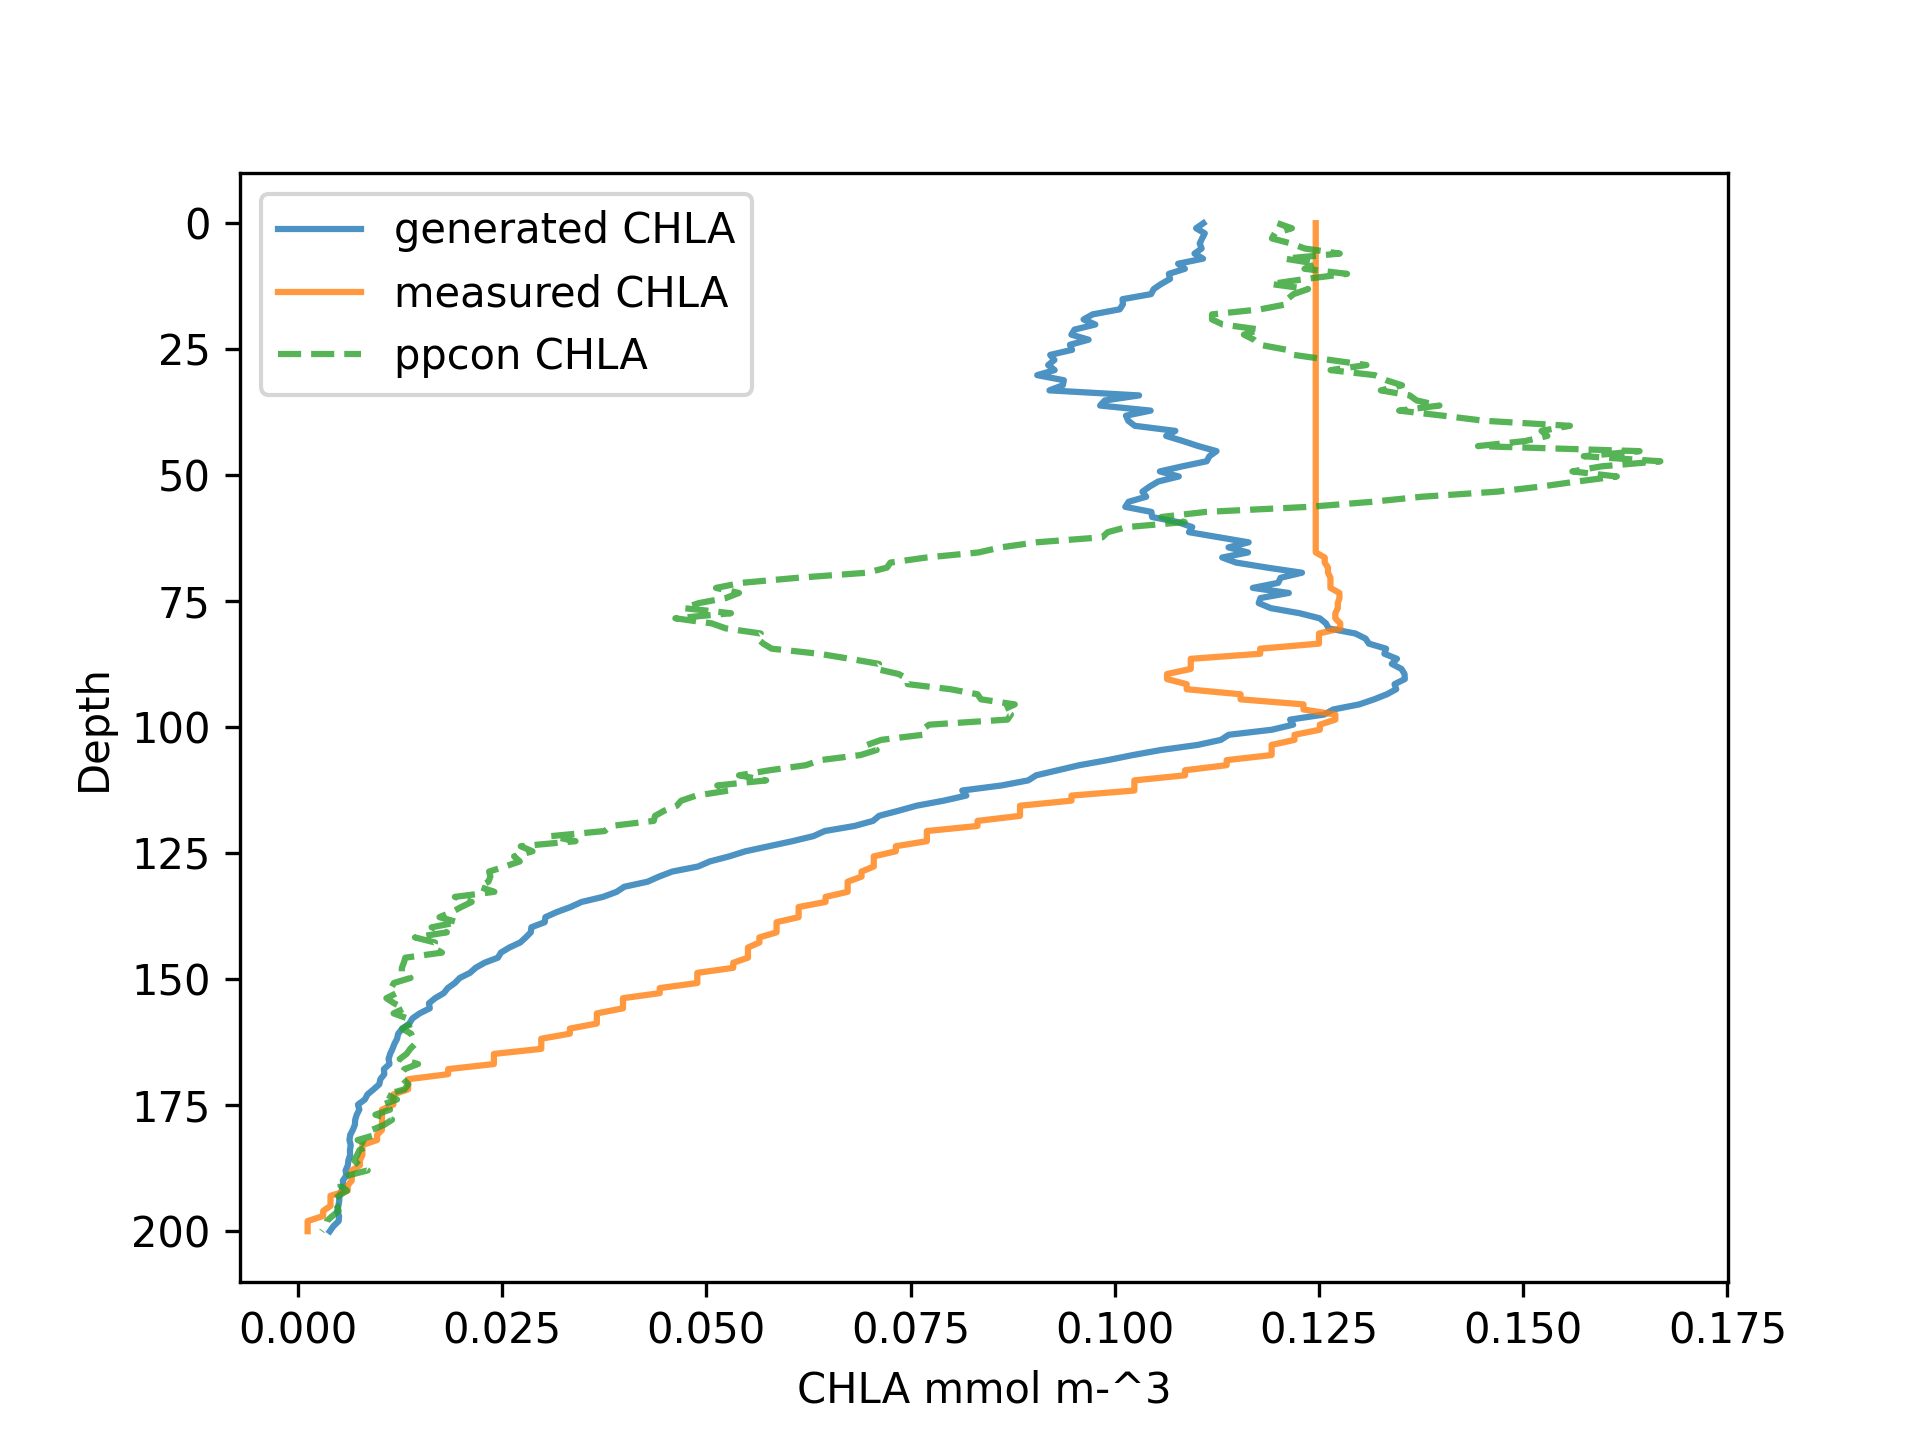 generated CHLA
measured CHLA
ppcon CHLA
0
25
50
75
100
125
150
175
200
Depth
0.000 0.025 0.050 0.075 0.100 0.125 0.150 0.175
CHLA mmol m-^3